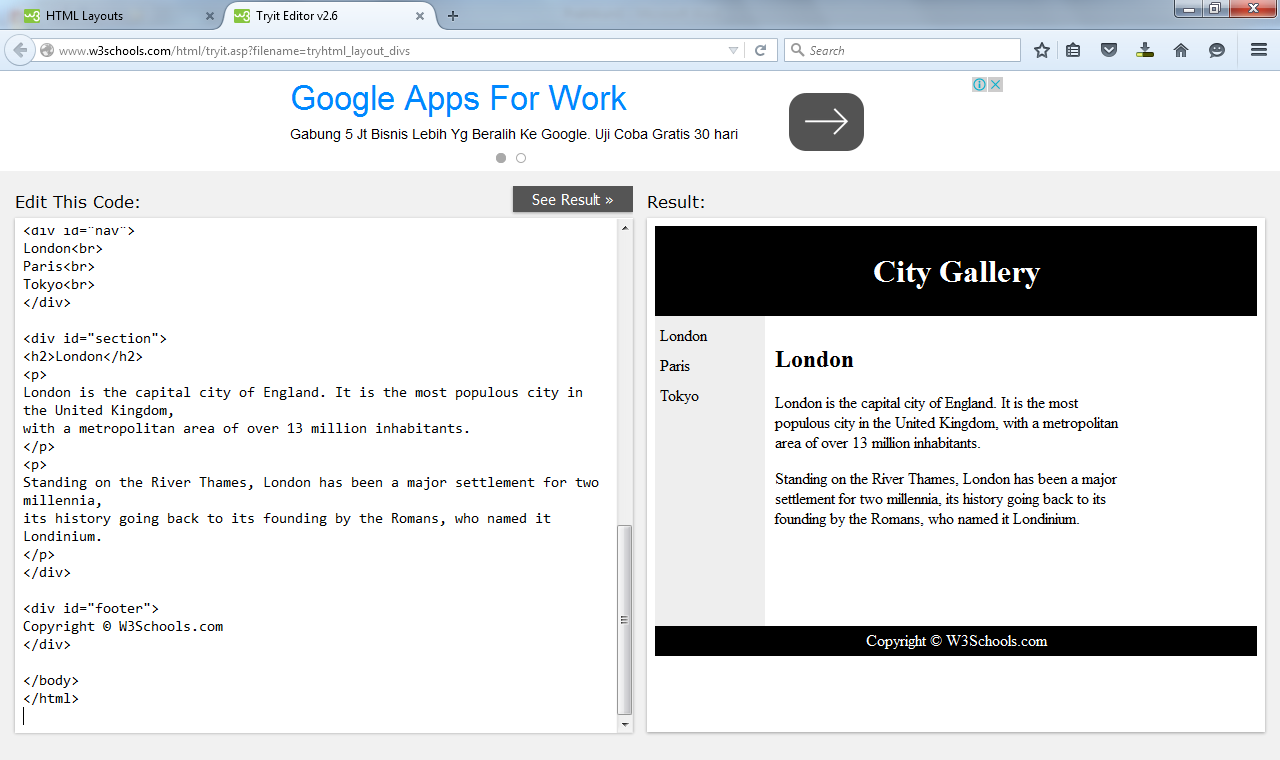 HTML Layouts
Tryit Editor v2.6
www.w3schools.com/html/tryit.asp?filename=tryhtml_layout_divs
Search
Google Apps For Work
Gabung 5 Jt Bisnis Lebih Yg Beralih Ke Google. Uji Coba Gratis 30 hari
Edit This Code:
See Result »
<div id="nav">
London<br>
Paris<br>
Tokyo<br>
</div>
<div id="section">
<h2>London</h2>
<p>
London is the capital city of England. It is the most populous city in
the United Kingdom,
with a metropolitan area of over 13 million inhabitants.
</p>
<p>
Standing on the River Thames, London has been a major settlement for two
millennia,
its history going back to its founding by the Romans, who named it
Londinium.
</p>
</div>
<div id="footer">
Copyright © W3Schools.com
</div>
</body>
</html>
Result:
City Gallery
London
Paris
Tokyo
London
London is the capital city of England. It is the most
populous city in the United Kingdom, with a metropolitan
area of over 13 million inhabitants.
Standing on the River Thames, London has been a major
settlement for two millennia, its history going back to its
founding by the Romans, who named it Londinium.
Copyright © W3Schools.com